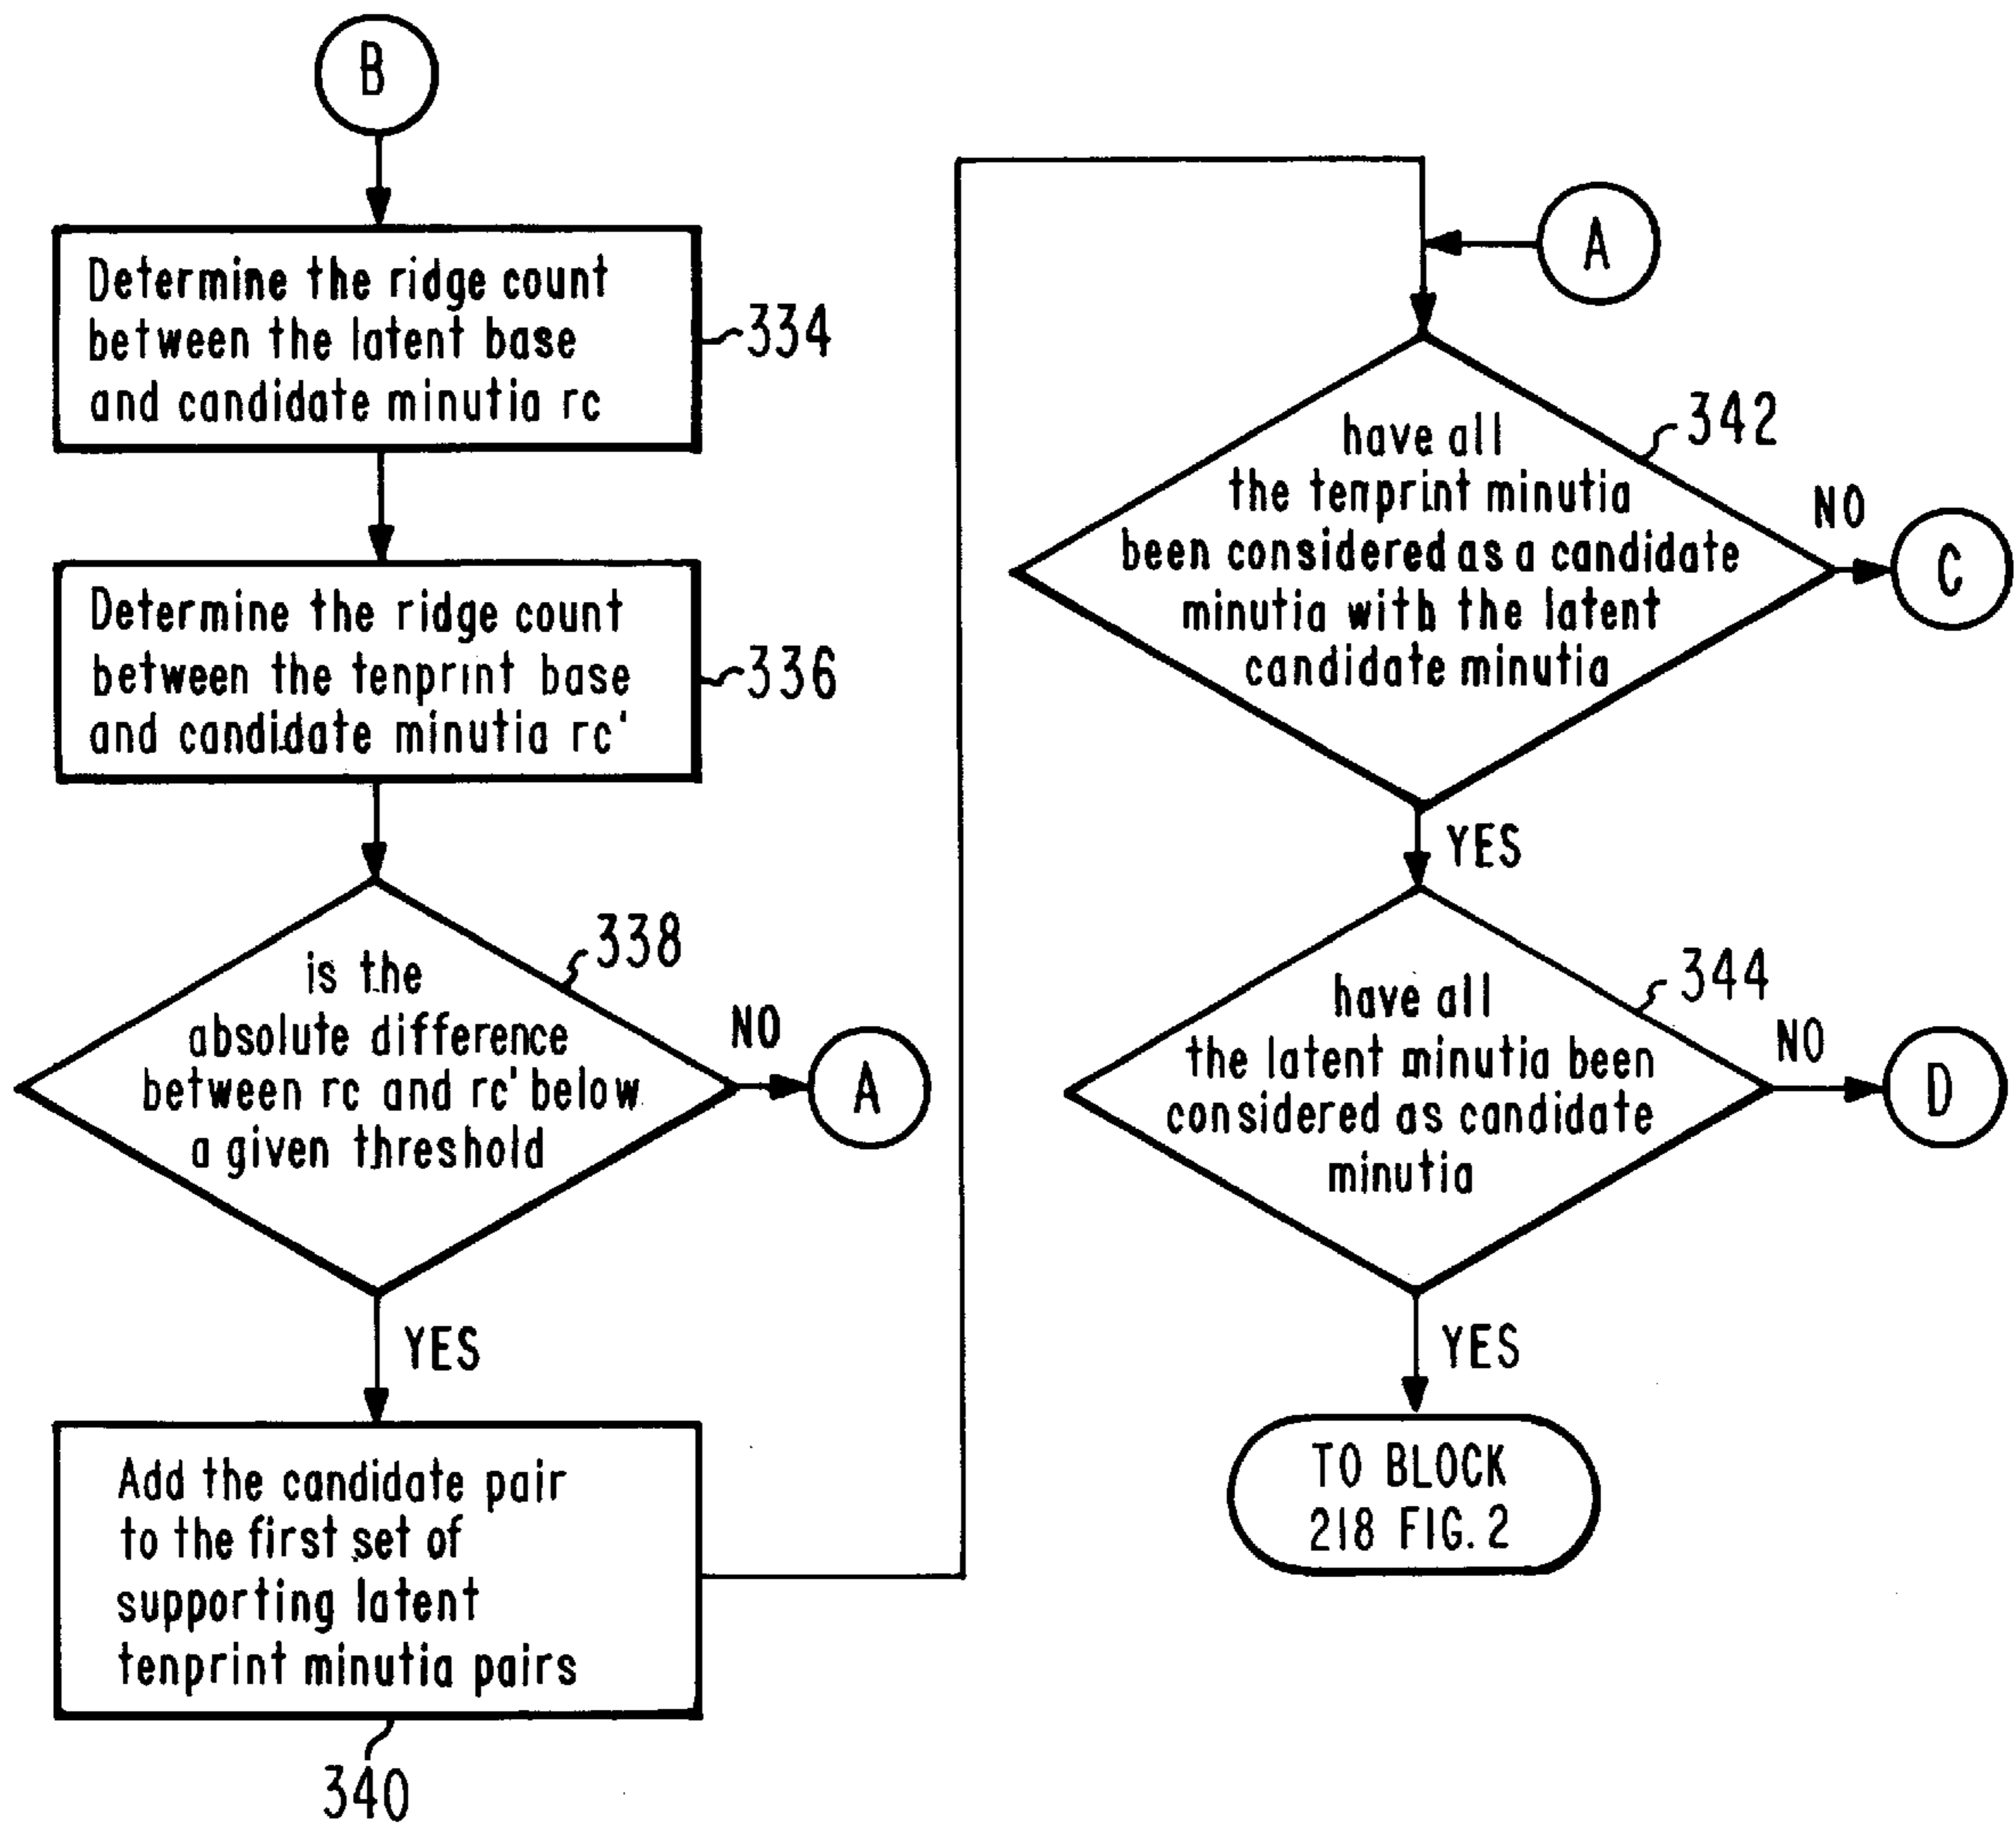 B
Determine the ridge count
between the latent base
and candidate minutia rc
334
Determine the ridge count
between the tenprint base
and candidate minutia rc'
336
is the
absolute difference
between rc and rc' below
a given threshold
338
NO
A
YES
Add the candidate pair
to the first set of
supporting latent
tenprint minutia pairs
340
A
have all
the tenprint minutia
been considered as a candidate
minutia with the latent
candidate minutia
342
NO
C
YES
have all
the latent minutia been
considered as candidate
minutia
344
NO
D
YES
TO BLOCK
218 FIG. 2